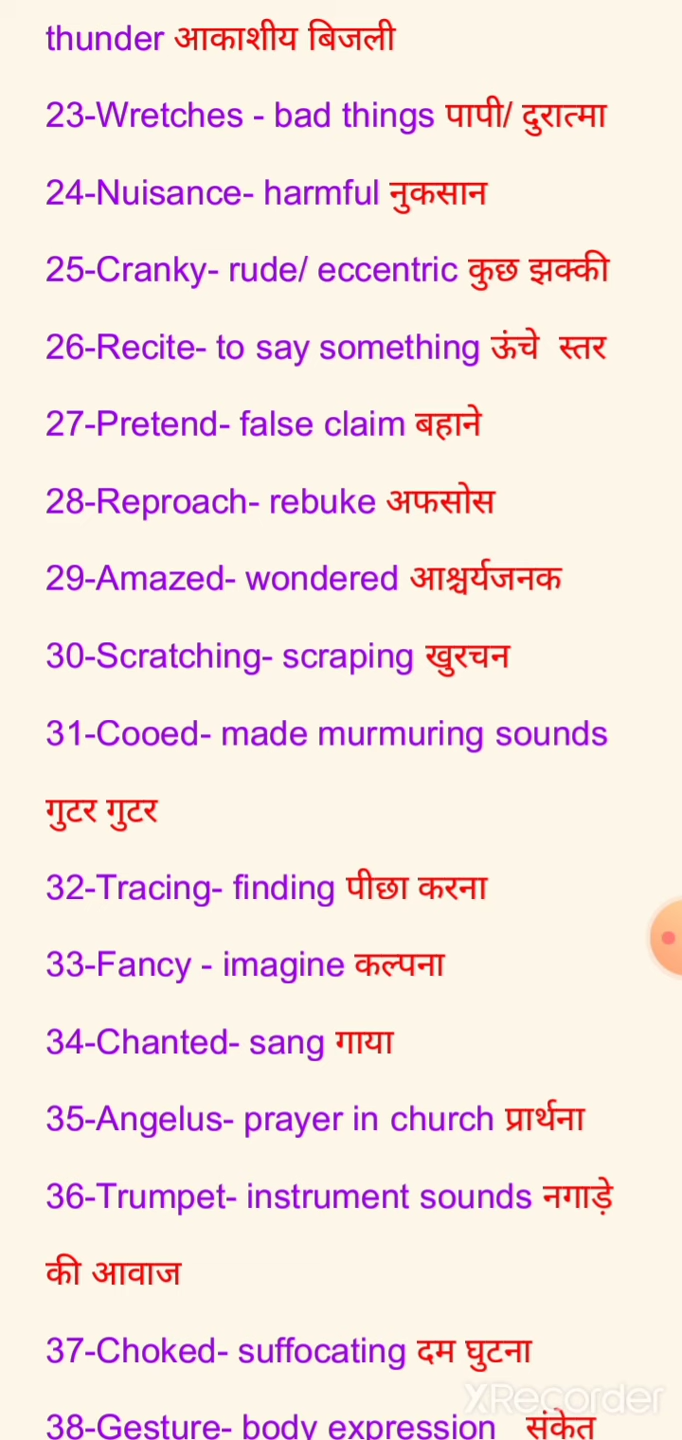 thunder आकाशीय बिजली
23-Wretches - bad things पापी/ दुरात्मा
24-Nuisance- harmful नुकसान
25-Cranky- rude/ eccentric कुछ झक्की
26-Recite- to say something ऊंचे स्तर
27-Pretend- false claim बहाने
28-Reproach- rebuke अफसोस
29-Amazed- wondered आश्चर्यजनक
30-Scratching- scraping खुरचन
31-Cooed- made murmuring sounds
गुटर गुटर
32-Tracing- finding पीछा करना
33-Fancy - imagine कल्पना
34-Chanted- sang गाया
35-Angelus- prayer in church प्रार्थना
36-Trumpet- instrument sounds नगाड़े
की आवाज
37-Choked- suffocating दम घुटना
XRecorder
38-Gesture- body expression संकेत